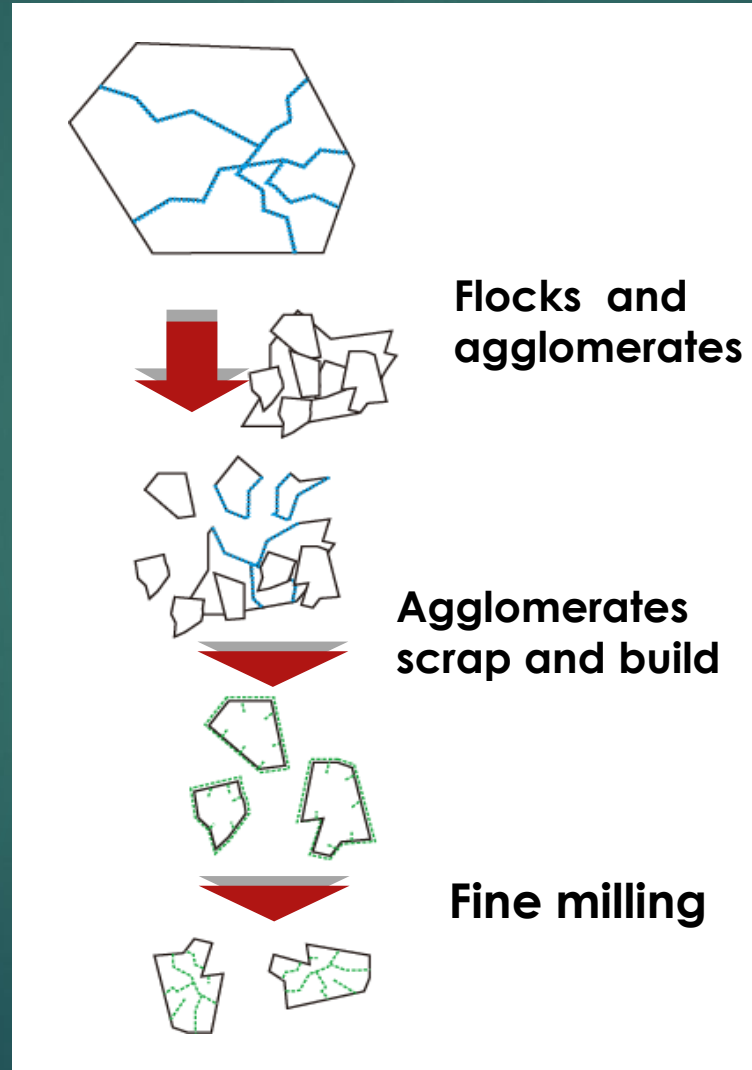 Flocks and
agglomerates
Agglomerates
scrap and build
Fine milling